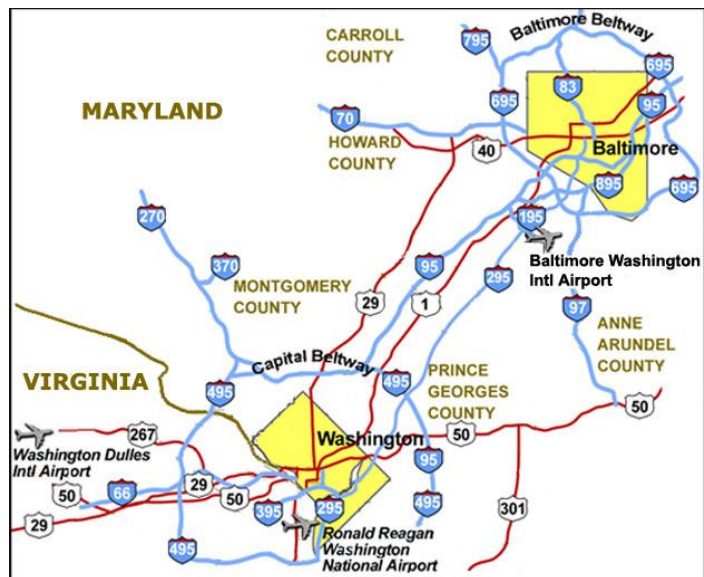 CARROLL
COUNTY
Baltimore Beltway
795
695
83
695
95
MARYLAND
70
HOWARD
COUNTY
40
Baltimore
895
695
195
270
370
95
295
Baltimore Washington
Intl Airport
MONTGOMERY
COUNTY
29
1
97
ANNE
ARUNDEL
COUNTY
Capital Beltway
VIRGINIA
495
495
PRINCE
GEORGES
COUNTY
50
267
Washington
50
Washington Dulles
Intl Airport
95
50
66
29
50
395
295
495
301
29
Ronald Reagan
Washington
National Airport
495